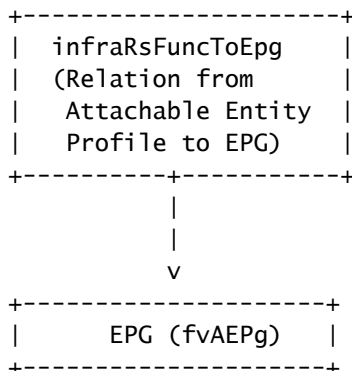 +----------------------+
|   infraRsFuncToEpg    |
|   (Relation from      |
|    Attachable Entity  |
|    Profile to EPG)    |
+----------+-----------+
|
|
v
+---------------------+
|      EPG (fvAEPg)   |
+---------------------+